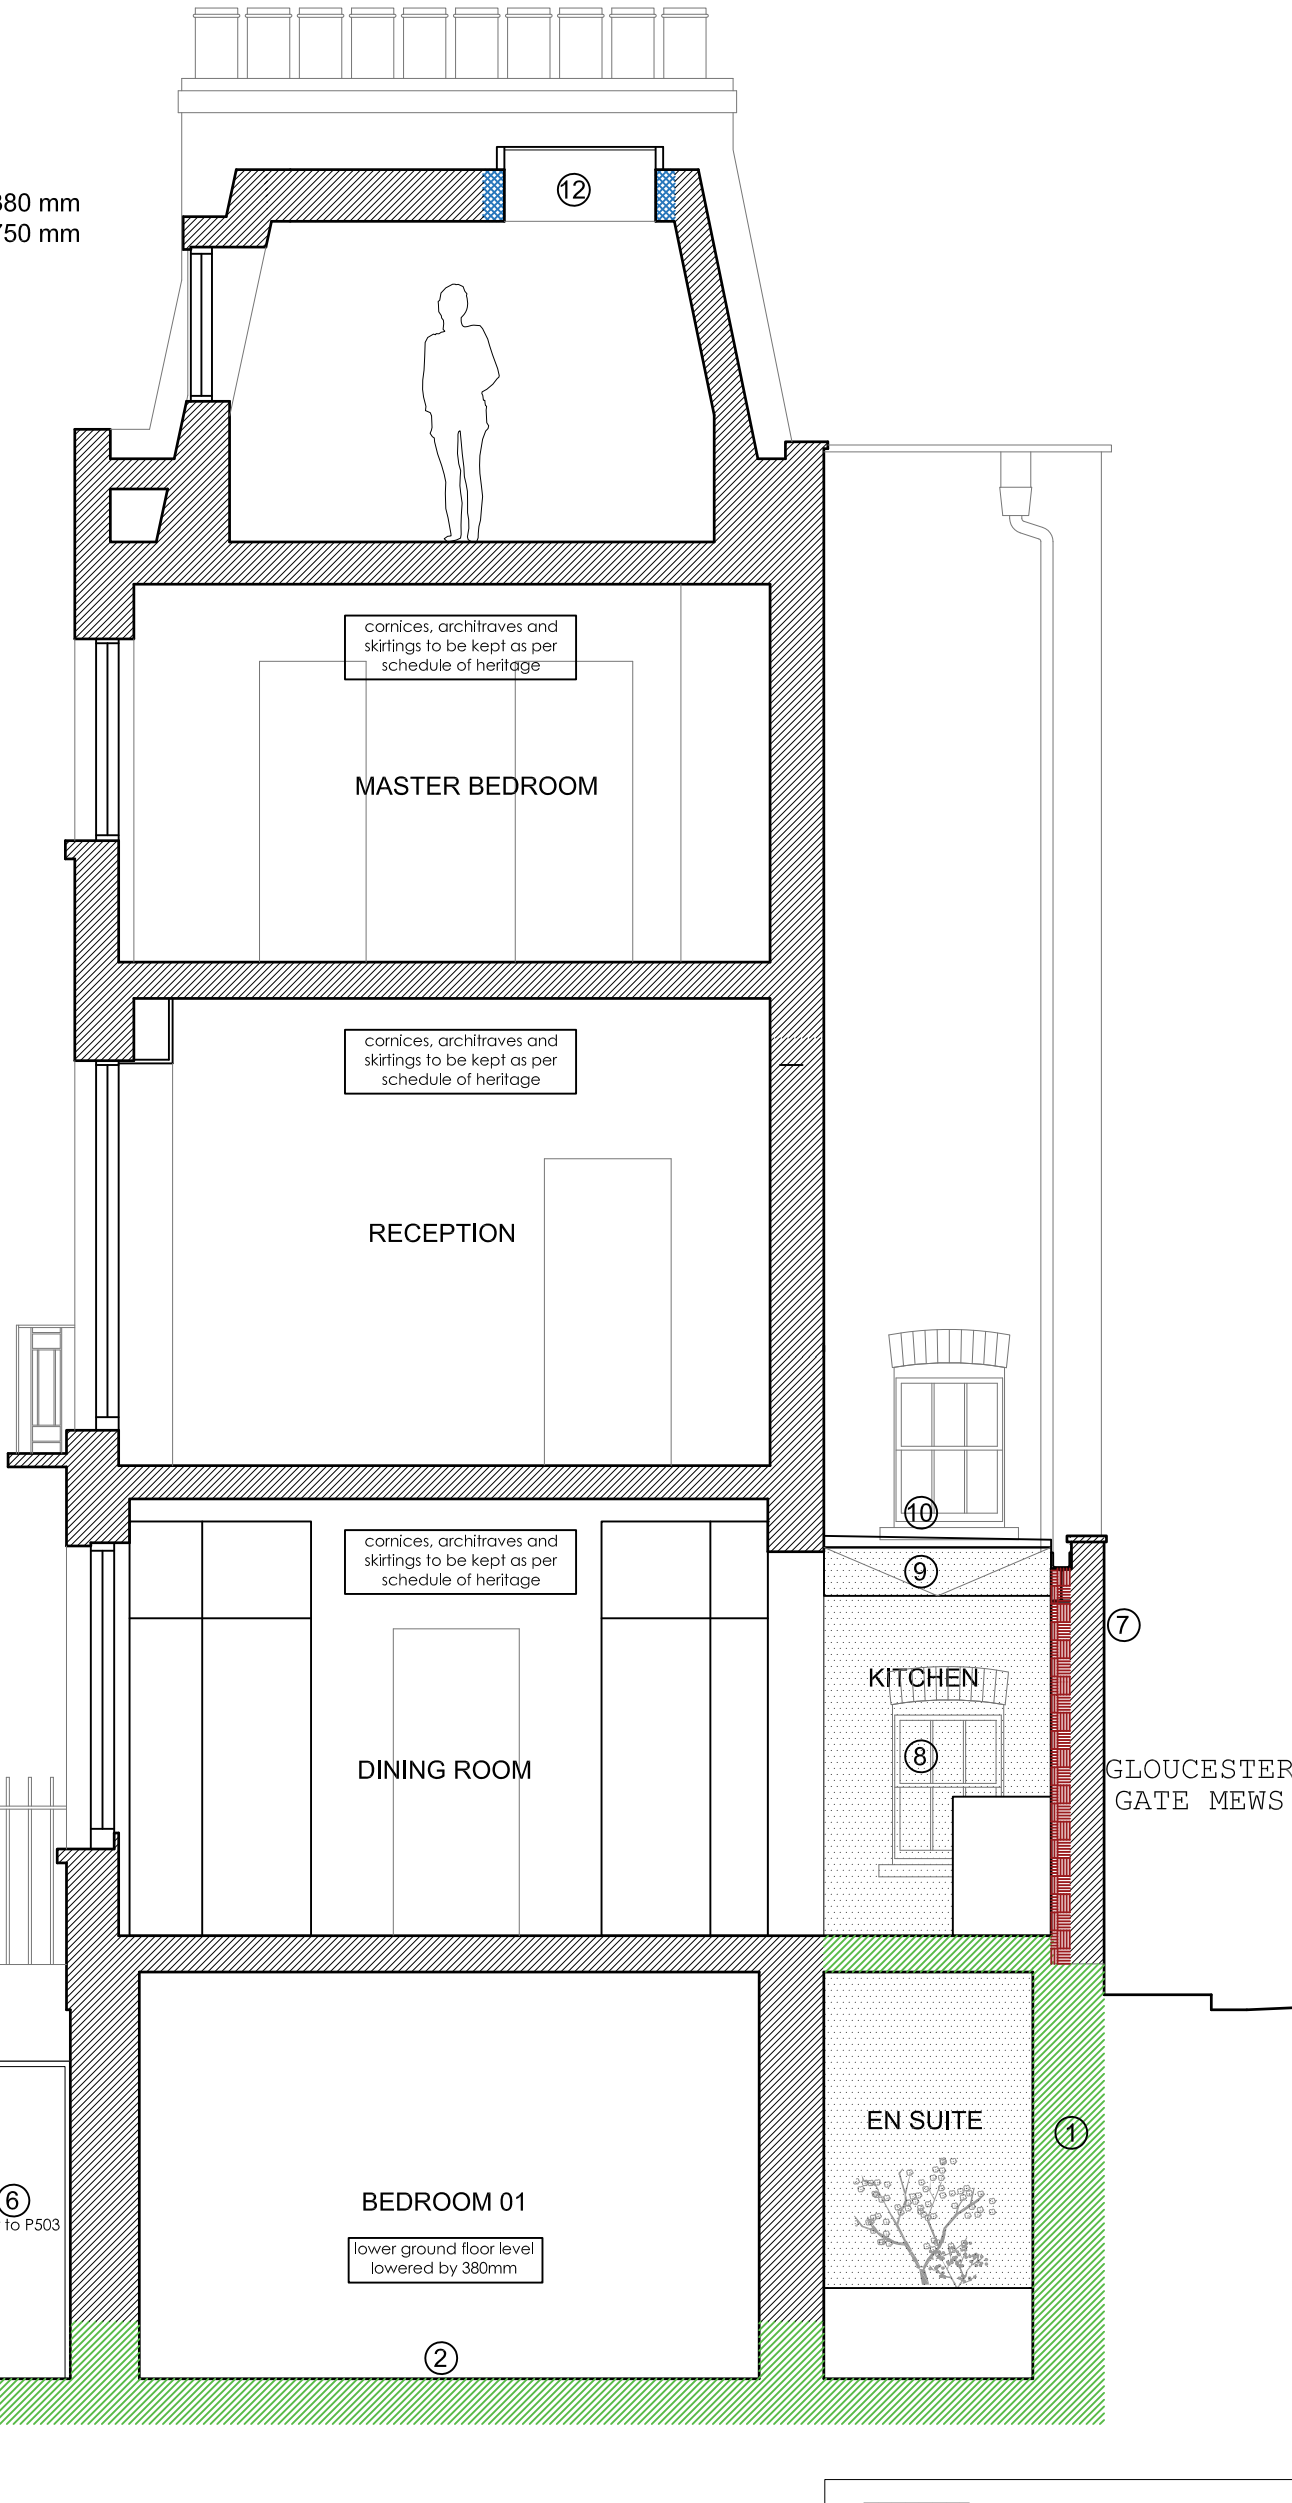 12
mm
mm
cornices, architraves and
skirtings to be kept as per
schedule of heritage
MASTER BEDROOM
cornices, architraves and
skirtings to be kept as per
schedule of heritage
RECEPTION
10
cornices, architraves and
skirtings to be kept as per
schedule of heritage
9
7
KITCHEN
8
DINING ROOM
GLOUCESTER
GATE MEWS
EN SUITE
1
6
to P503
BEDROOM 01
lower ground floor level
lowered by 380mm
2